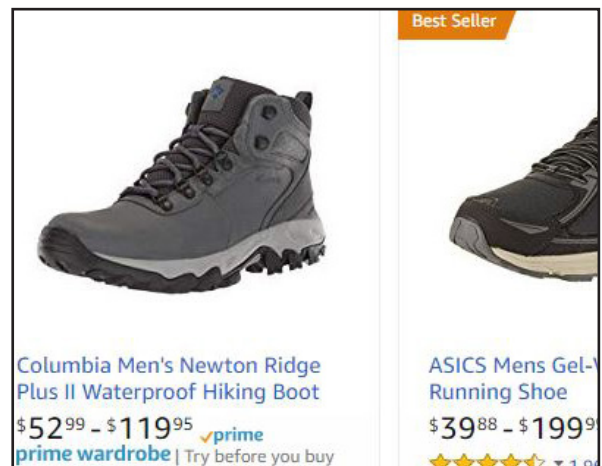 Best Seller
Columbia Men's Newton Ridge
Plus II Waterproof Hiking Boot
$52⁹⁹ - $119⁹⁵ ✓prime
prime wardrobe | Try before you buy
ASICS Mens Gel-
Running Shoe
$39⁸⁸ - $199